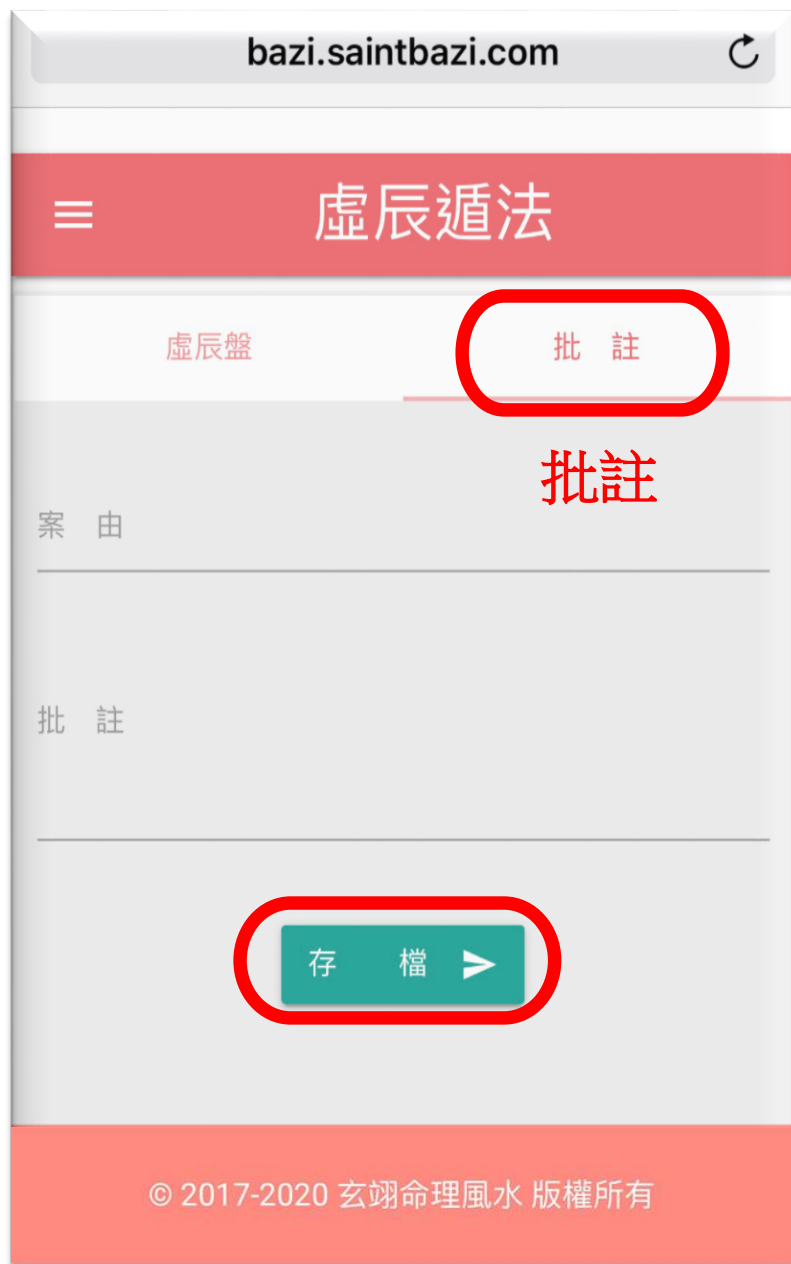 bazi.saintbazi.com
虛辰遁法
虛辰盤 批 註
批註
案 由
批 註
存 檔
© 2017-2020 玄翊命理風水 版權所有